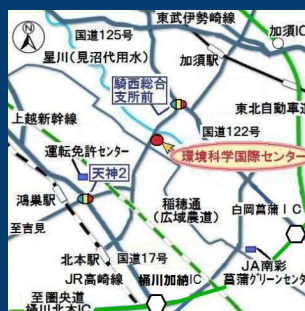 東武伊勢崎線
国道125号
加須IC
加須駅
星川(見沼代用水)
騎西総合
支所前
東北自動車道
上越新幹線
国道122号
運転免許センター
環境科学国際センター
天神2
稲穂通
(広域農道)
白岡菖蒲IC
鴻巣駅
至吉見
北本駅
国道17号
JA南彩
菖蒲グリーンセンター
JR高崎線
桶川加納IC
至圏央道
桶川北本IC
N